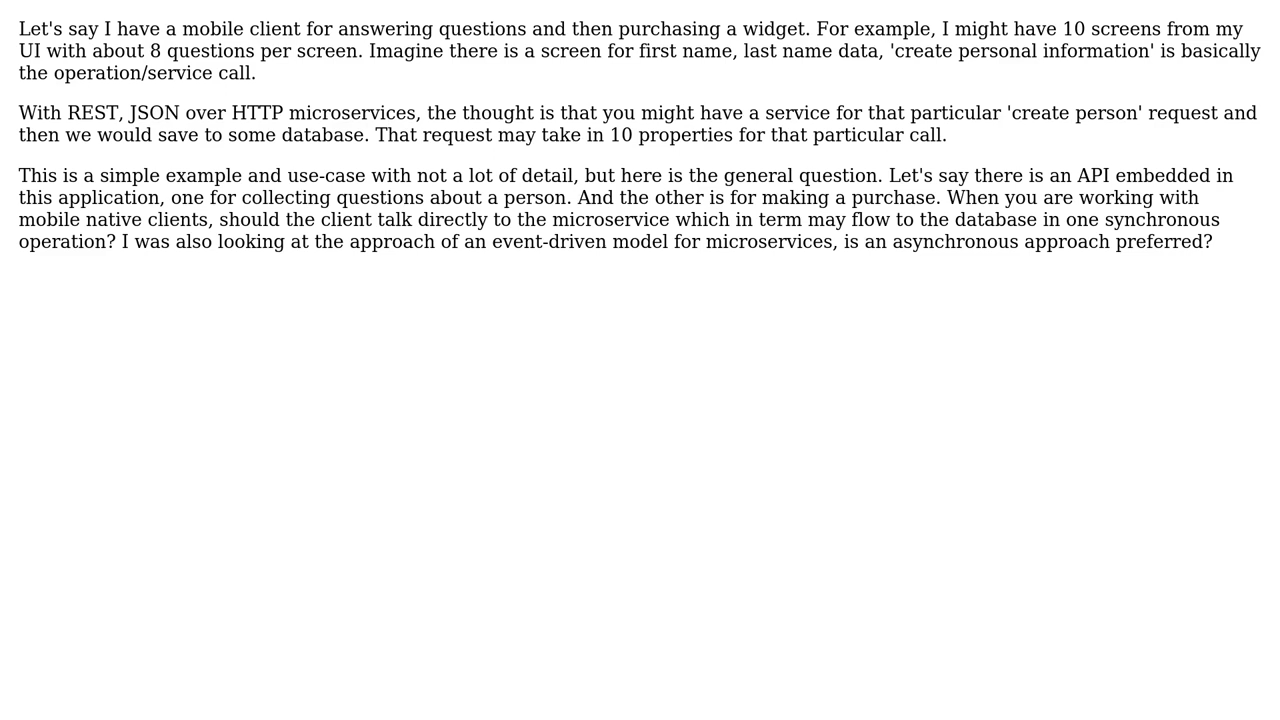 Let's say I have a mobile client for answering questions and then purchasing a widget. For example, I might have 10 screens from my
UI with about 8 questions per screen. Imagine there is a screen for first name, last name data, 'create personal information' is basically
the operation/service call.
With REST, JSON over HTTP microservices, the thought is that you might have a service for that particular 'create person' request and
then we would save to some database. That request may take in 10 properties for that particular call.
This is a simple example and use-case with not a lot of detail, but here is the general question. Let's say there is an API embedded in
this application, one for collecting questions about a person. And the other is for making a purchase. When you are working with
mobile native clients, should the client talk directly to the microservice which in term may flow to the database in one synchronous
operation? I was also looking at the approach of an event-driven model for microservices, is an asynchronous approach preferred?